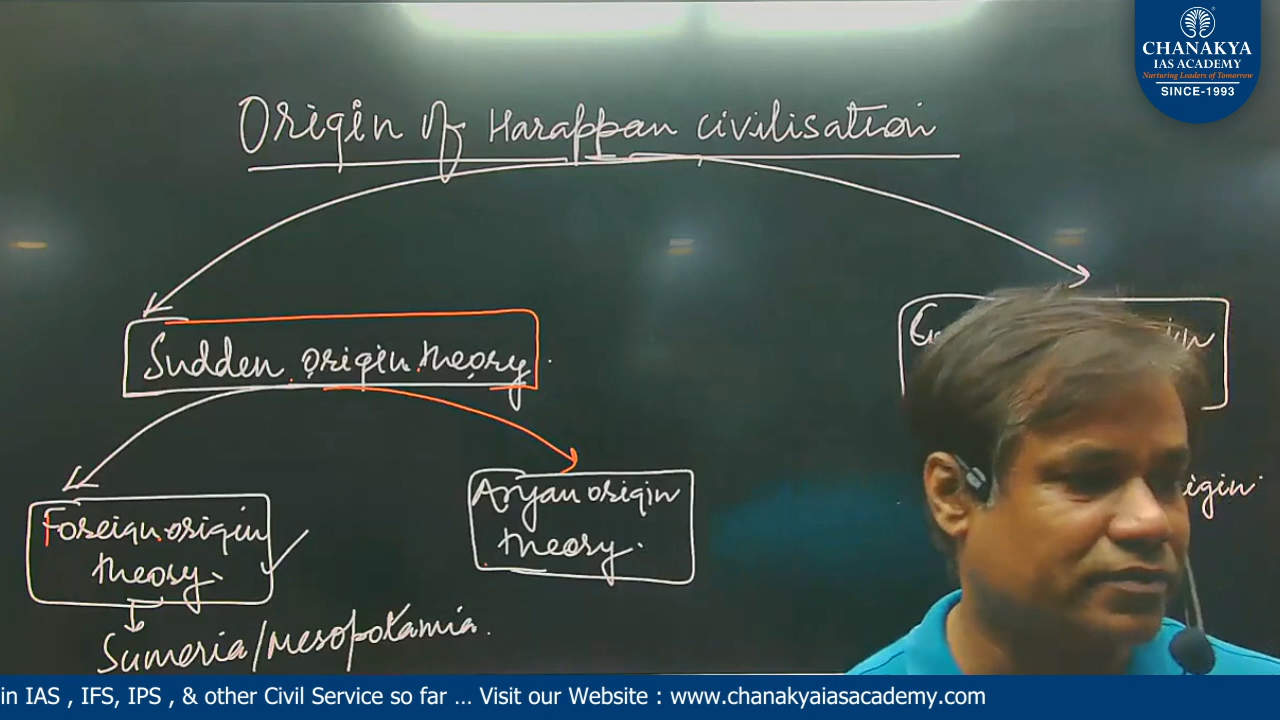 CHANAKYA
IAS ACADEMY
Nurturing Leaders of Tomorrow
SINCE-1993
Origin of Harappan civilisation
Sudden origin theory.
Foreign origin
theory.
Aryan origin
theory.
Sumeria/Mesopotamia.
in IAS , IFS, IPS , & other Civil Service so far ... Visit our Website : www.chanakyaiasacademy.com